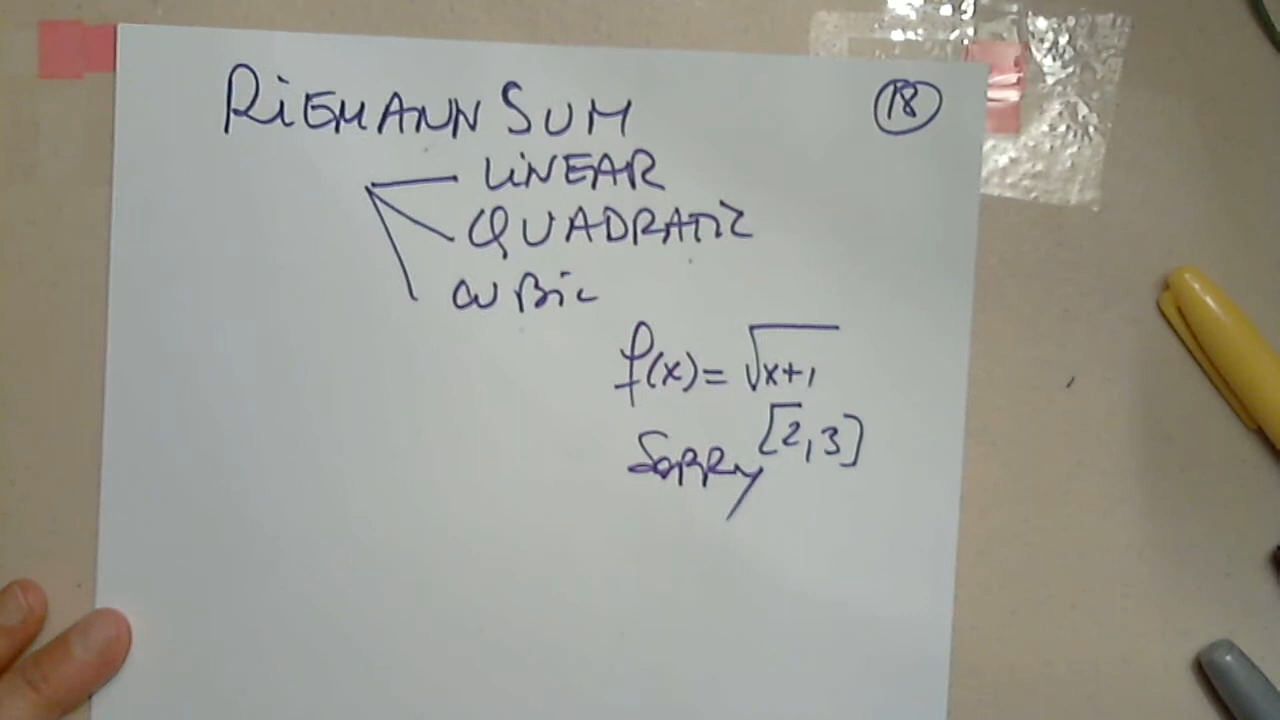 RiEMANN SUM
18
LiNEAR
QUADRATIC
CUBiC
f(x) = √x+1
SORRY [2,3]